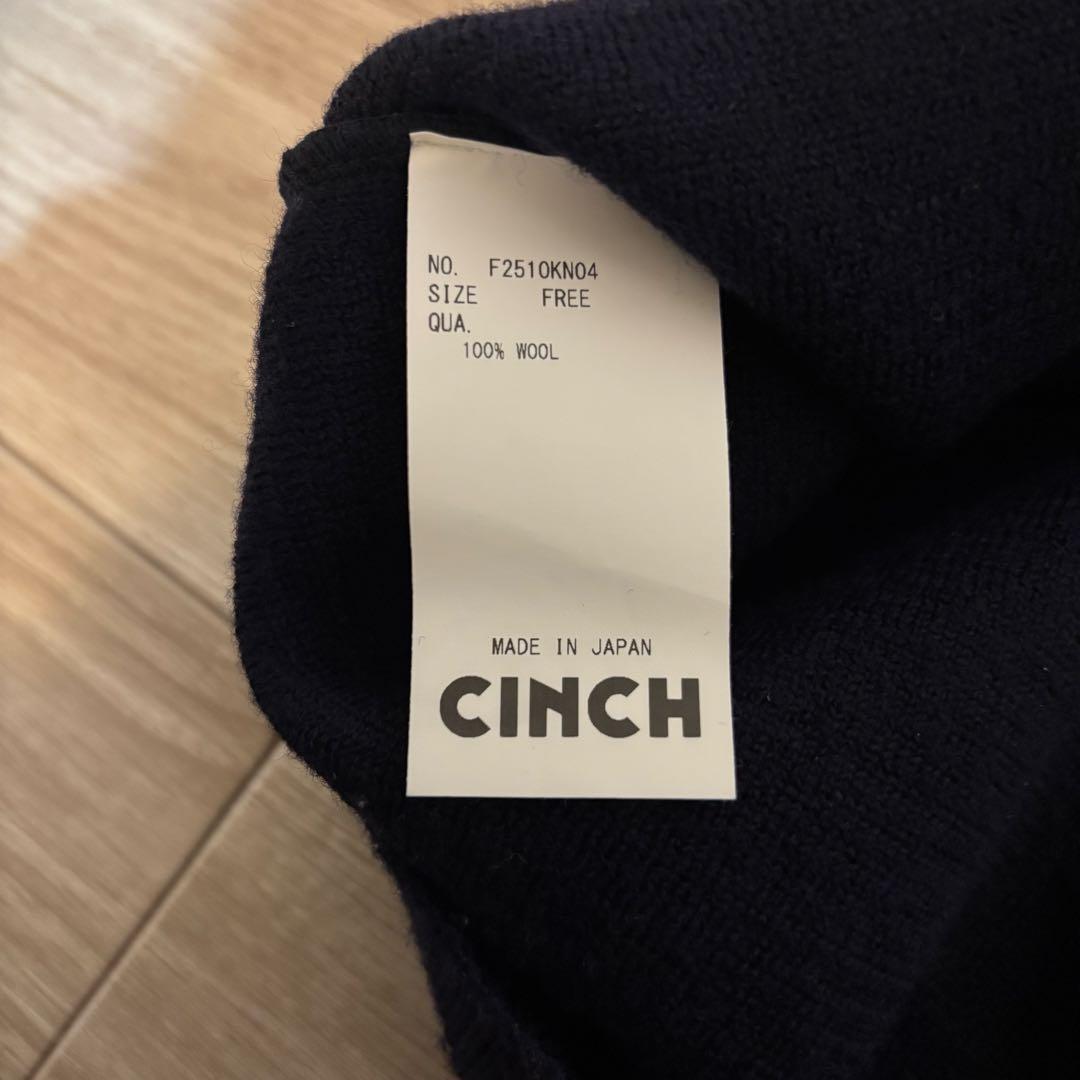 NO. F2510KN04
SIZE FREE
QUA.
100% WOOL
MADE IN JAPAN
CINCH